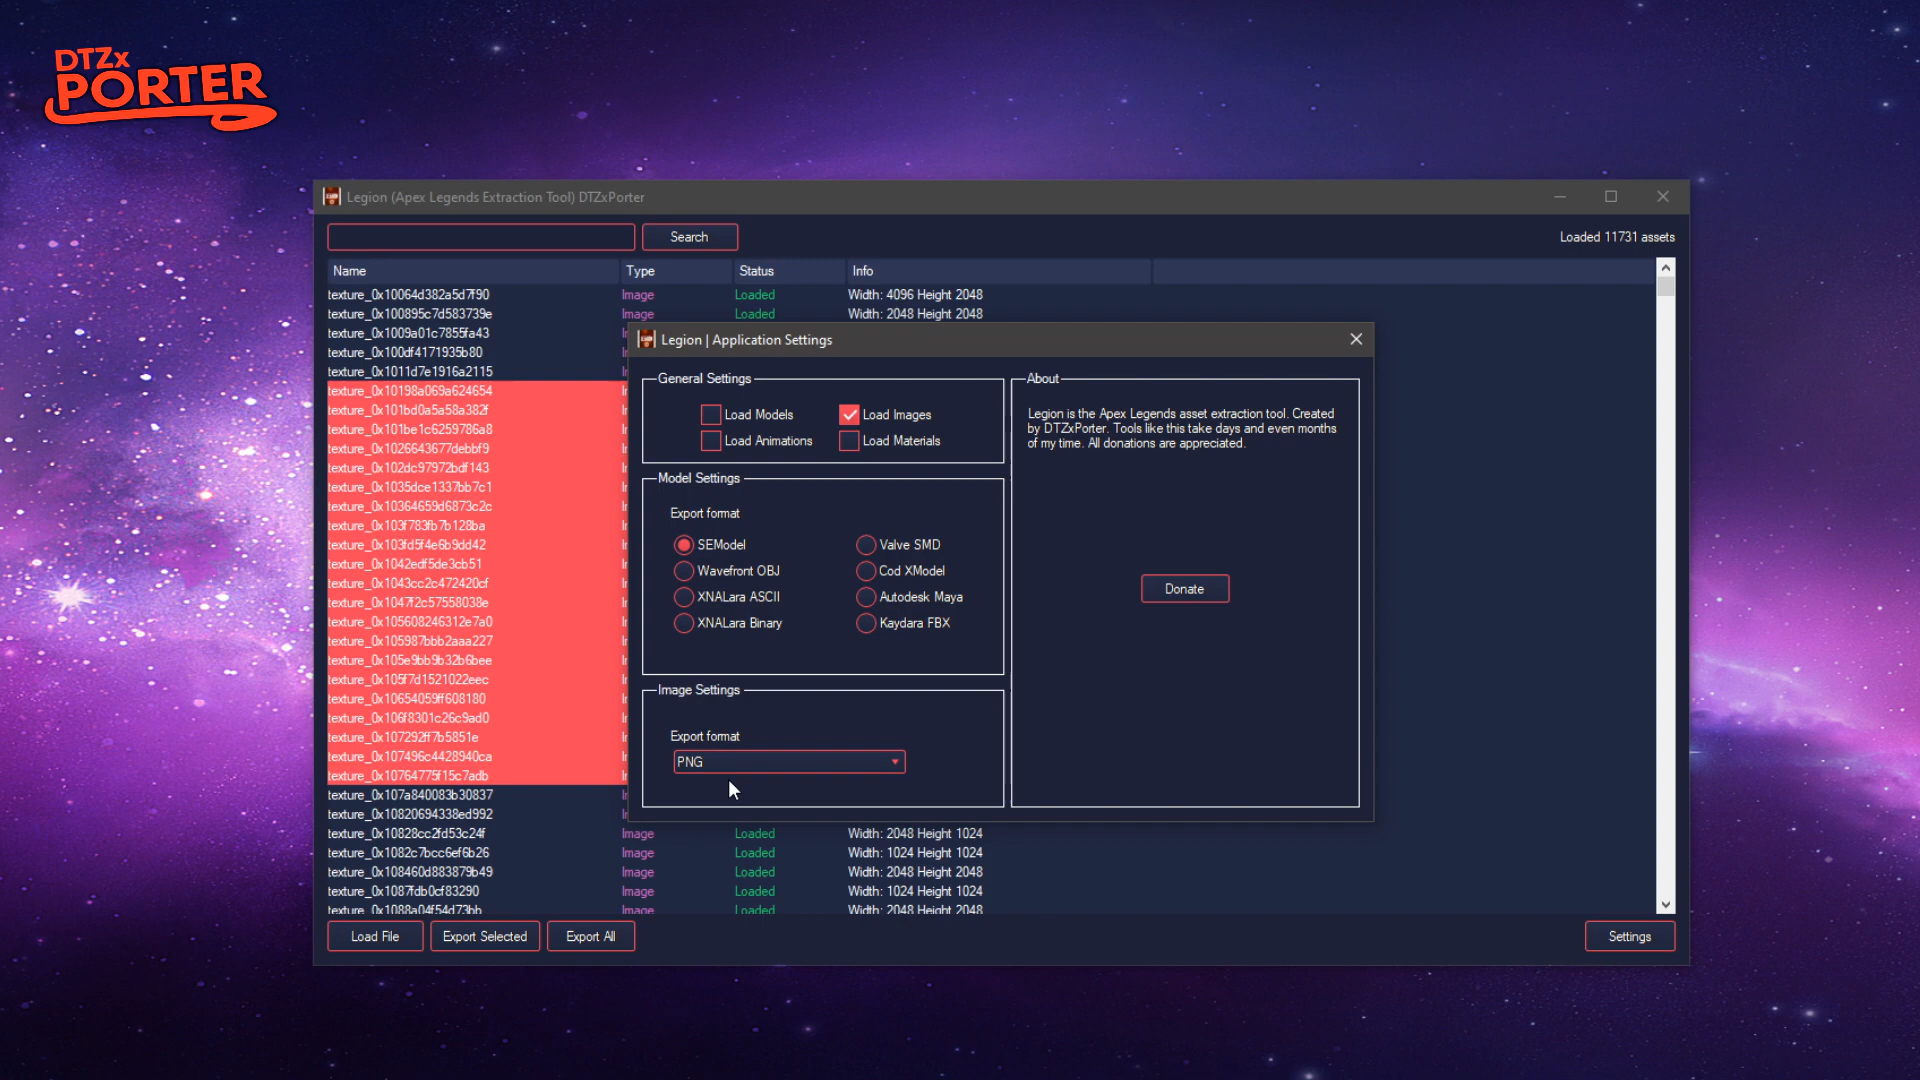 DTZx
PORTER
Legion (Apex Legends Extraction Tool) DTZxPorter
Search
Loaded 11731 assets
Name Type Status Info
texture_0x10064d382a5d7f90 Image Loaded Width: 4096 Height 2048
texture_0x100895c7d583739e Image Loaded Width: 2048 Height 2048
texture_0x1009a01c7855fa43
texture_0x100df4171935b80
texture_0x1011d7e1916a2115
texture_0x10198a069a624654
texture_0x101bd0a5a58a382f
texture_0x101be1c6259786a8
texture_0x1026643677debbf9
texture_0x102dc97972bdf143
texture_0x1035dce1337bb7c1
texture_0x10364659d6873c2c
texture_0x103f783fb7b128ba
texture_0x103fd5f4e6b9dd42
texture_0x1042edf5de3cb51
texture_0x1043cc2c472420cf
texture_0x1047f2c57558038e
texture_0x105608246312e7a0
texture_0x105987bbb2aaa227
texture_0x105e9bb9b32b6bee
texture_0x105f7d1521022eec
texture_0x10654059ff608180
texture_0x106f8301c26c9ad0
texture_0x107292ff7b5851e
texture_0x107496c4428940ca
texture_0x10764775f15c7adb
texture_0x107a840083b30837
texture_0x10820694338ed992
texture_0x10828cc2fd53c24f Image Loaded Width: 2048 Height 1024
texture_0x1082c7bcc6ef6b26 Image Loaded Width: 1024 Height 1024
texture_0x108460d883879b49 Image Loaded Width: 2048 Height 2048
texture_0x1087fdb0cf83290 Image Loaded Width: 1024 Height 1024
texture_0x1088a04f54d73bb Image Loaded Width: 2048 Height 2048
Load File
Export Selected
Export All
Settings
Legion | Application Settings
General Settings
Load Models
Load Images
Load Animations
Load Materials
Model Settings
Export format
SEModel
Valve SMD
Wavefront OBJ
Cod XModel
XNALara ASCII
Autodesk Maya
XNALara Binary
Kaydara FBX
Image Settings
Export format
PNG
About
Legion is the Apex Legends asset extraction tool. Created
by DTZxPorter. Tools like this take days and even months
of my time. All donations are appreciated.
Donate